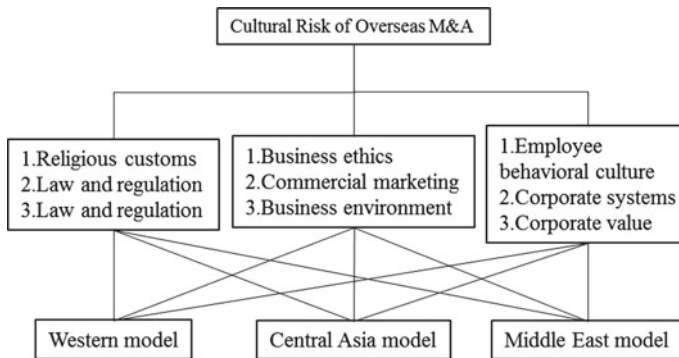 Cultural Risk of Overseas M&A
1.Religious customs
2.Law and regulation
3.Law and regulation
1.Business ethics
2.Commercial marketing
3.Business environment
1.Employee
behavioral culture
2.Corporate systems
3.Corporate value
Western model
Central Asia model
Middle East model